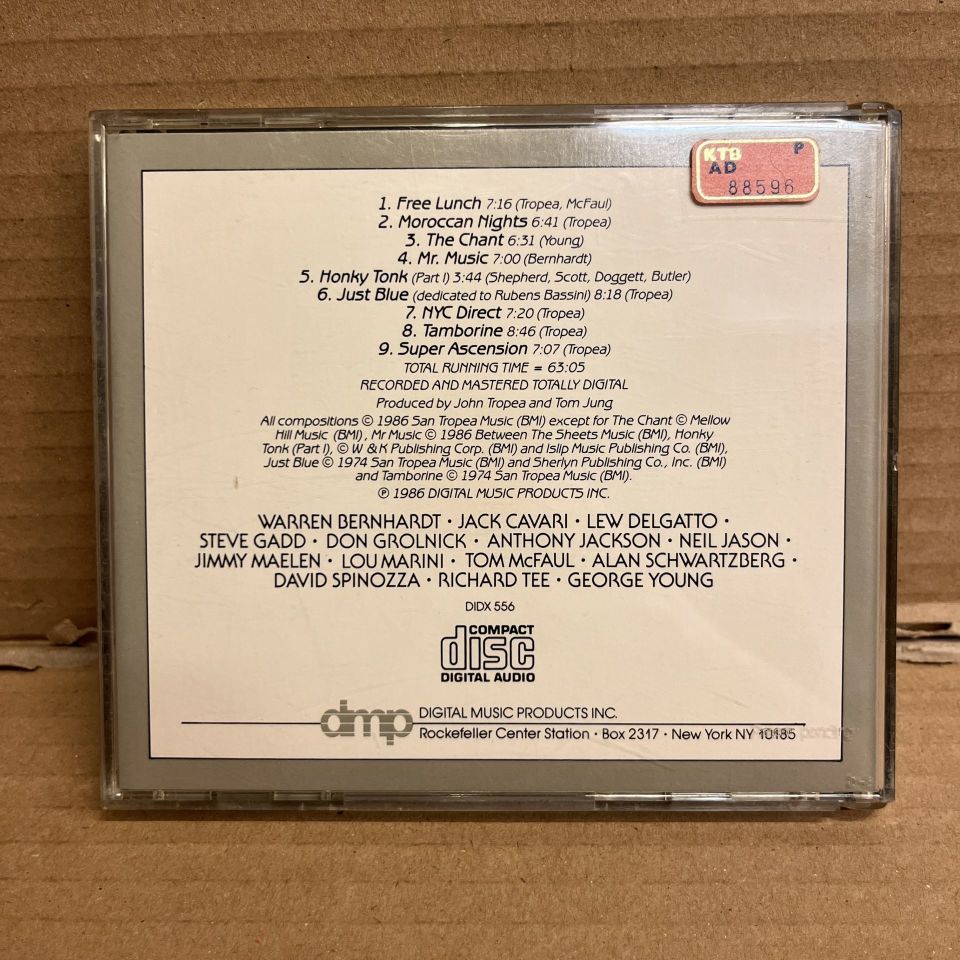 KTB P
AD
88596
1. Free Lunch 7:16 (Tropea, McFaul)
2. Moroccan Nights 6:41 (Tropea)
3. The Chant 6:31 (Young)
4. Mr. Music 7:00 (Bernhardt)
5. Honky Tonk (Part I) 3:44 (Shepherd, Scott, Doggett, Butler)
6. Just Blue (dedicated to Rubens Bassini) 8:18 (Tropea)
7. NYC Direct 7:20 (Tropea)
8. Tamborine 8:46 (Tropea)
9. Super Ascension 7:07 (Tropea)
TOTAL RUNNING TIME = 63:05
RECORDED AND MASTERED TOTALLY DIGITAL
Produced by John Tropea and Tom Jung
All compositions © 1986 San Tropea Music (BMI) except for The Chant © Mellow
Hill Music (BMI), Mr Music © 1986 Between The Sheets Music (BMI), Honky
Tonk (Part I), © W & K Publishing Corp. (BMI) and Islip Music Publishing Co. (BMI),
Just Blue © 1974 San Tropea Music (BMI) and Sherlyn Publishing Co., Inc. (BMI)
and Tamborine © 1974 San Tropea Music (BMI).
℗ 1986 DIGITAL MUSIC PRODUCTS INC.
WARREN BERNHARDT • JACK CAVARI • LEW DELGATTO •
STEVE GADD • DON GROLNICK • ANTHONY JACKSON • NEIL JASON •
JIMMY MAELEN • LOU MARINI • TOM McFAUL • ALAN SCHWARTZBERG •
DAVID SPINOZZA • RICHARD TEE • GEORGE YOUNG
DIDX 556
COMPACT
disc
DIGITAL AUDIO
dmp DIGITAL MUSIC PRODUCTS INC.
Rockefeller Center Station • Box 2317 • New York NY 10185
pending